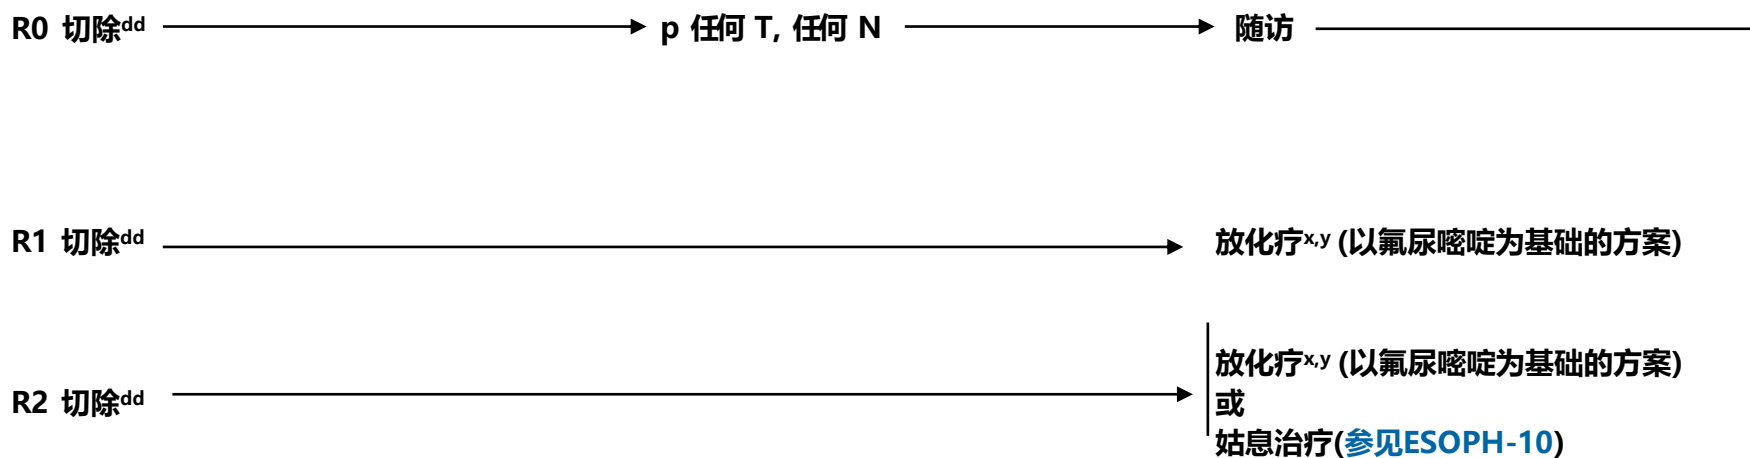 R0 切除dd p 任何 T, 任何 N 随访
R1 切除dd 放化疗x,y (以氟尿嘧啶为基础的方案)
放化疗x,y (以氟尿嘧啶为基础的方案)
R2 切除dd 或
姑息治疗(参见ESOPH-10)